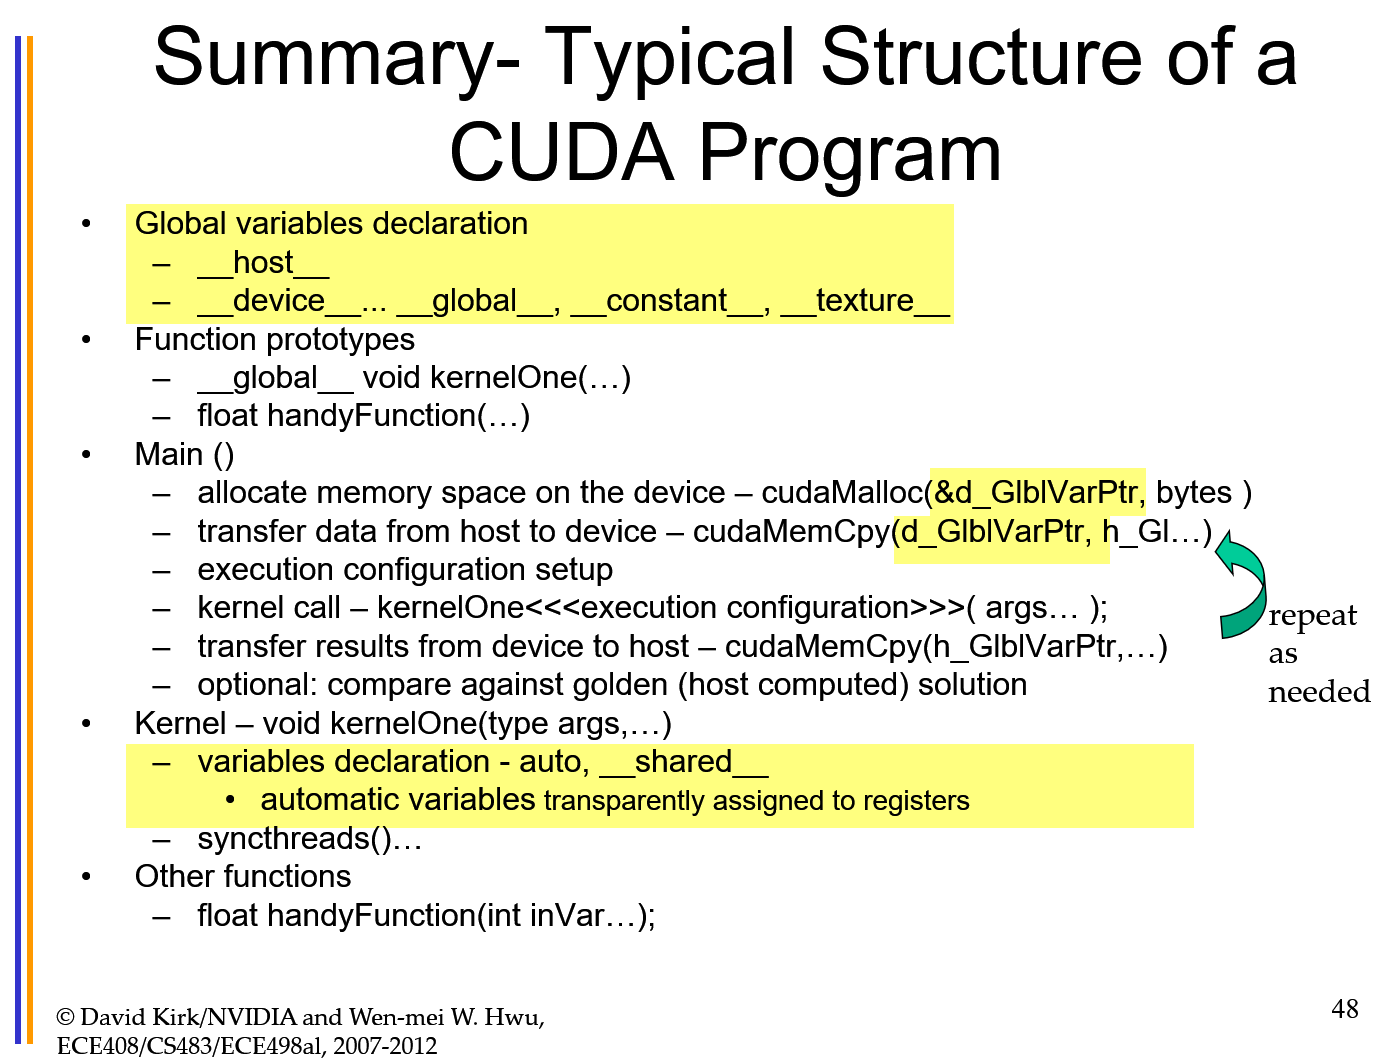 Summary- Typical Structure of a
CUDA Program
• Global variables declaration
– __host__
– __device__... __global__, __constant__, __texture__
• Function prototypes
– __global__ void kernelOne(…)
– float handyFunction(…)
• Main ()
– allocate memory space on the device – cudaMalloc(&d_GlblVarPtr, bytes )
– transfer data from host to device – cudaMemCpy(d_GlblVarPtr, h_Gl…)
– execution configuration setup
– kernel call – kernelOne<<<execution configuration>>>( args… );
– transfer results from device to host – cudaMemCpy(h_GlblVarPtr,…)
– optional: compare against golden (host computed) solution
repeat
as
needed
• Kernel – void kernelOne(type args,…)
– variables declaration - auto, __shared__
• automatic variables transparently assigned to registers
– syncthreads()…
• Other functions
– float handyFunction(int inVar…);
© David Kirk/NVIDIA and Wen-mei W. Hwu,
ECE408/CS483/ECE498al, 2007-2012
48